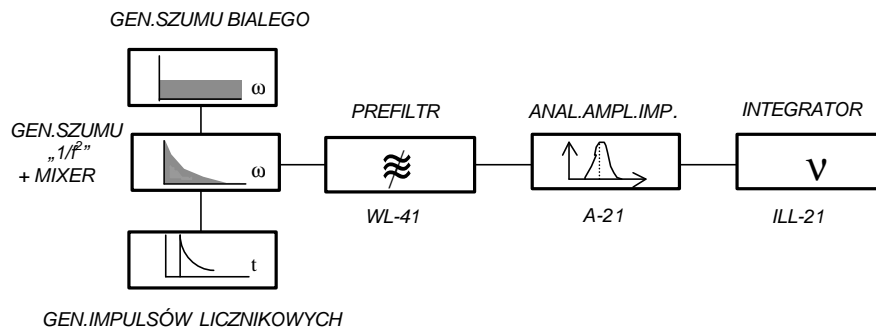 GEN.SZUMU BIALEGO
ω
GEN.SZUMU
„1/f²”
+ MIXER
ω
PREFILTR
WL-41
ANAL.AMPL.IMP.
A-21
INTEGRATOR
ν
ILL-21
t
GEN.IMPULSÓW LICZNIKOWYCH